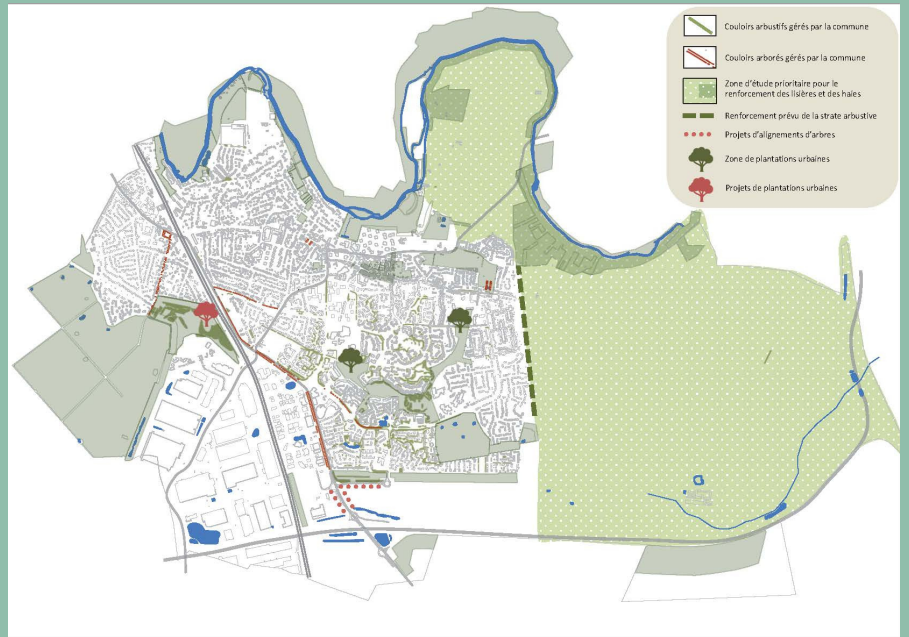 Couloirs arbustifs gérés par la commune
Couloirs arborés gérés par la commune
Zone d'étude prioritaire pour le
renforcement des lisières et des haies
Renforcement prévu de la strate arbustive
Projets d'alignements d'arbres
Zone de plantations urbaines
Projets de plantations urbaines